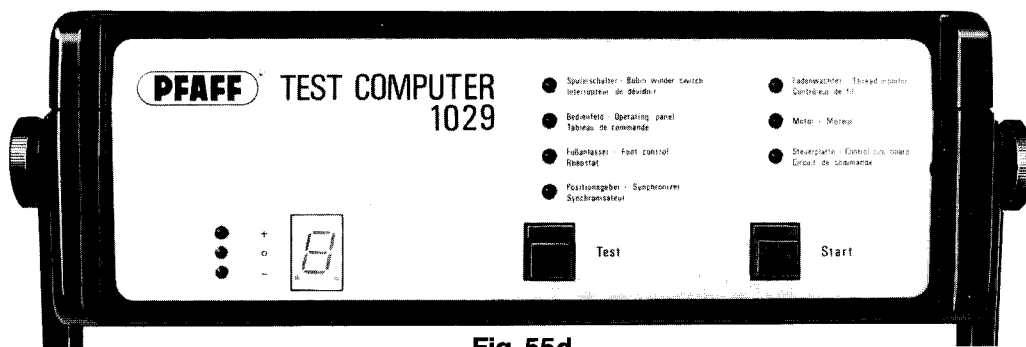 PFAFF TEST COMPUTER
1029
Spulerschalter - Bobin winder switch
Interrupteur de dévidoir
Bedienfeld - Operating panel
Tableau de commande
Fußanlasser - Foot control
Rhéostat
Positionsgeber - Synchronizer
Synchronisateur
Fadenwächter - Thread monitor
Contrôleur de fil
Motor - Moteur
Steuerplatte - Control
Circuit de commande
+
o
-
8
Test
Start
Fig. 55d